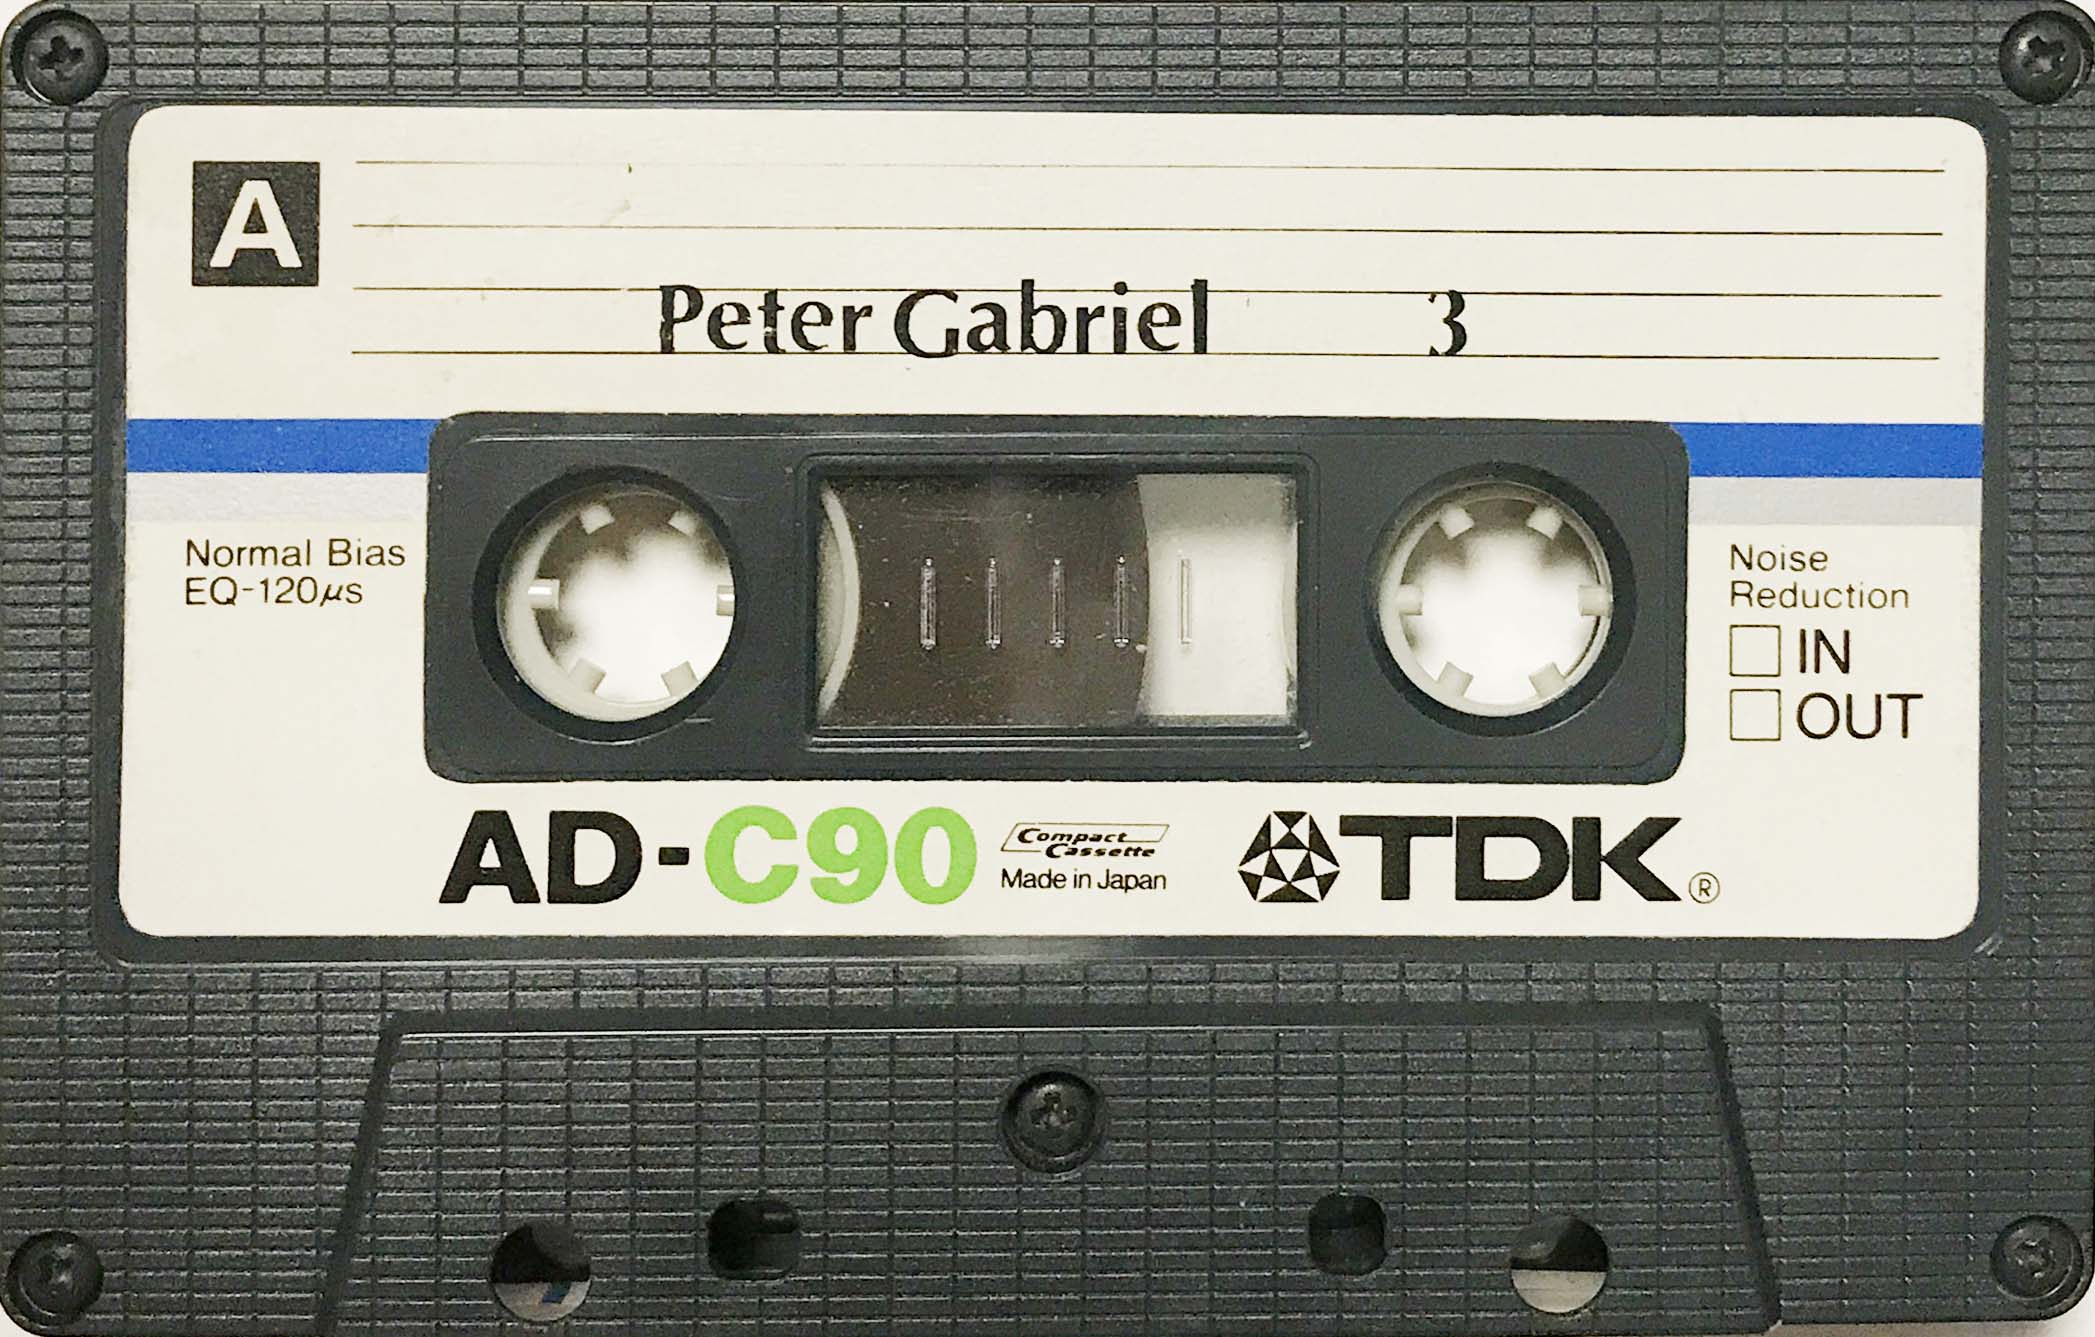 A
Peter Gabriel 3
Normal Bias
EQ-120μs
Noise
Reduction
IN
OUT
AD-C90
Compact
Cassette
Made in Japan
TDK®